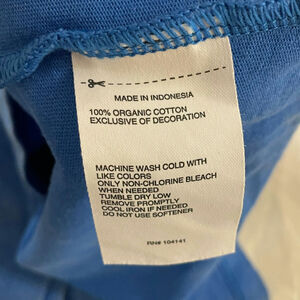 MADE IN INDONESIA
100% ORGANIC COTTON
EXCLUSIVE OF DECORATION
MACHINE WASH COLD WITH
LIKE COLORS
ONLY NON-CHLORINE BLEACH
WHEN NEEDED
TUMBLE DRY LOW
REMOVE PROMPTLY
COOL IRON IF NEEDED
DO NOT USE SOFTENER
RN# 104141